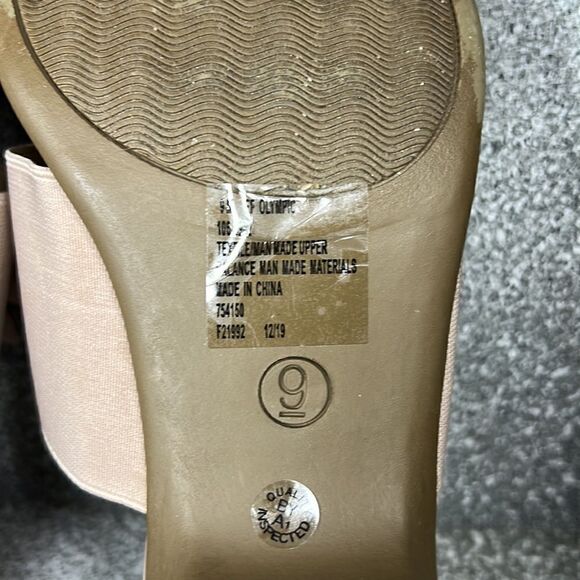 OLYMPIC
TEXTILE/MAN MADE UPPER
BALANCE MAN MADE MATERIALS
MADE IN CHINA
754150
F21992 12/19
9
QUALITY
BY
A1
INSPECTED